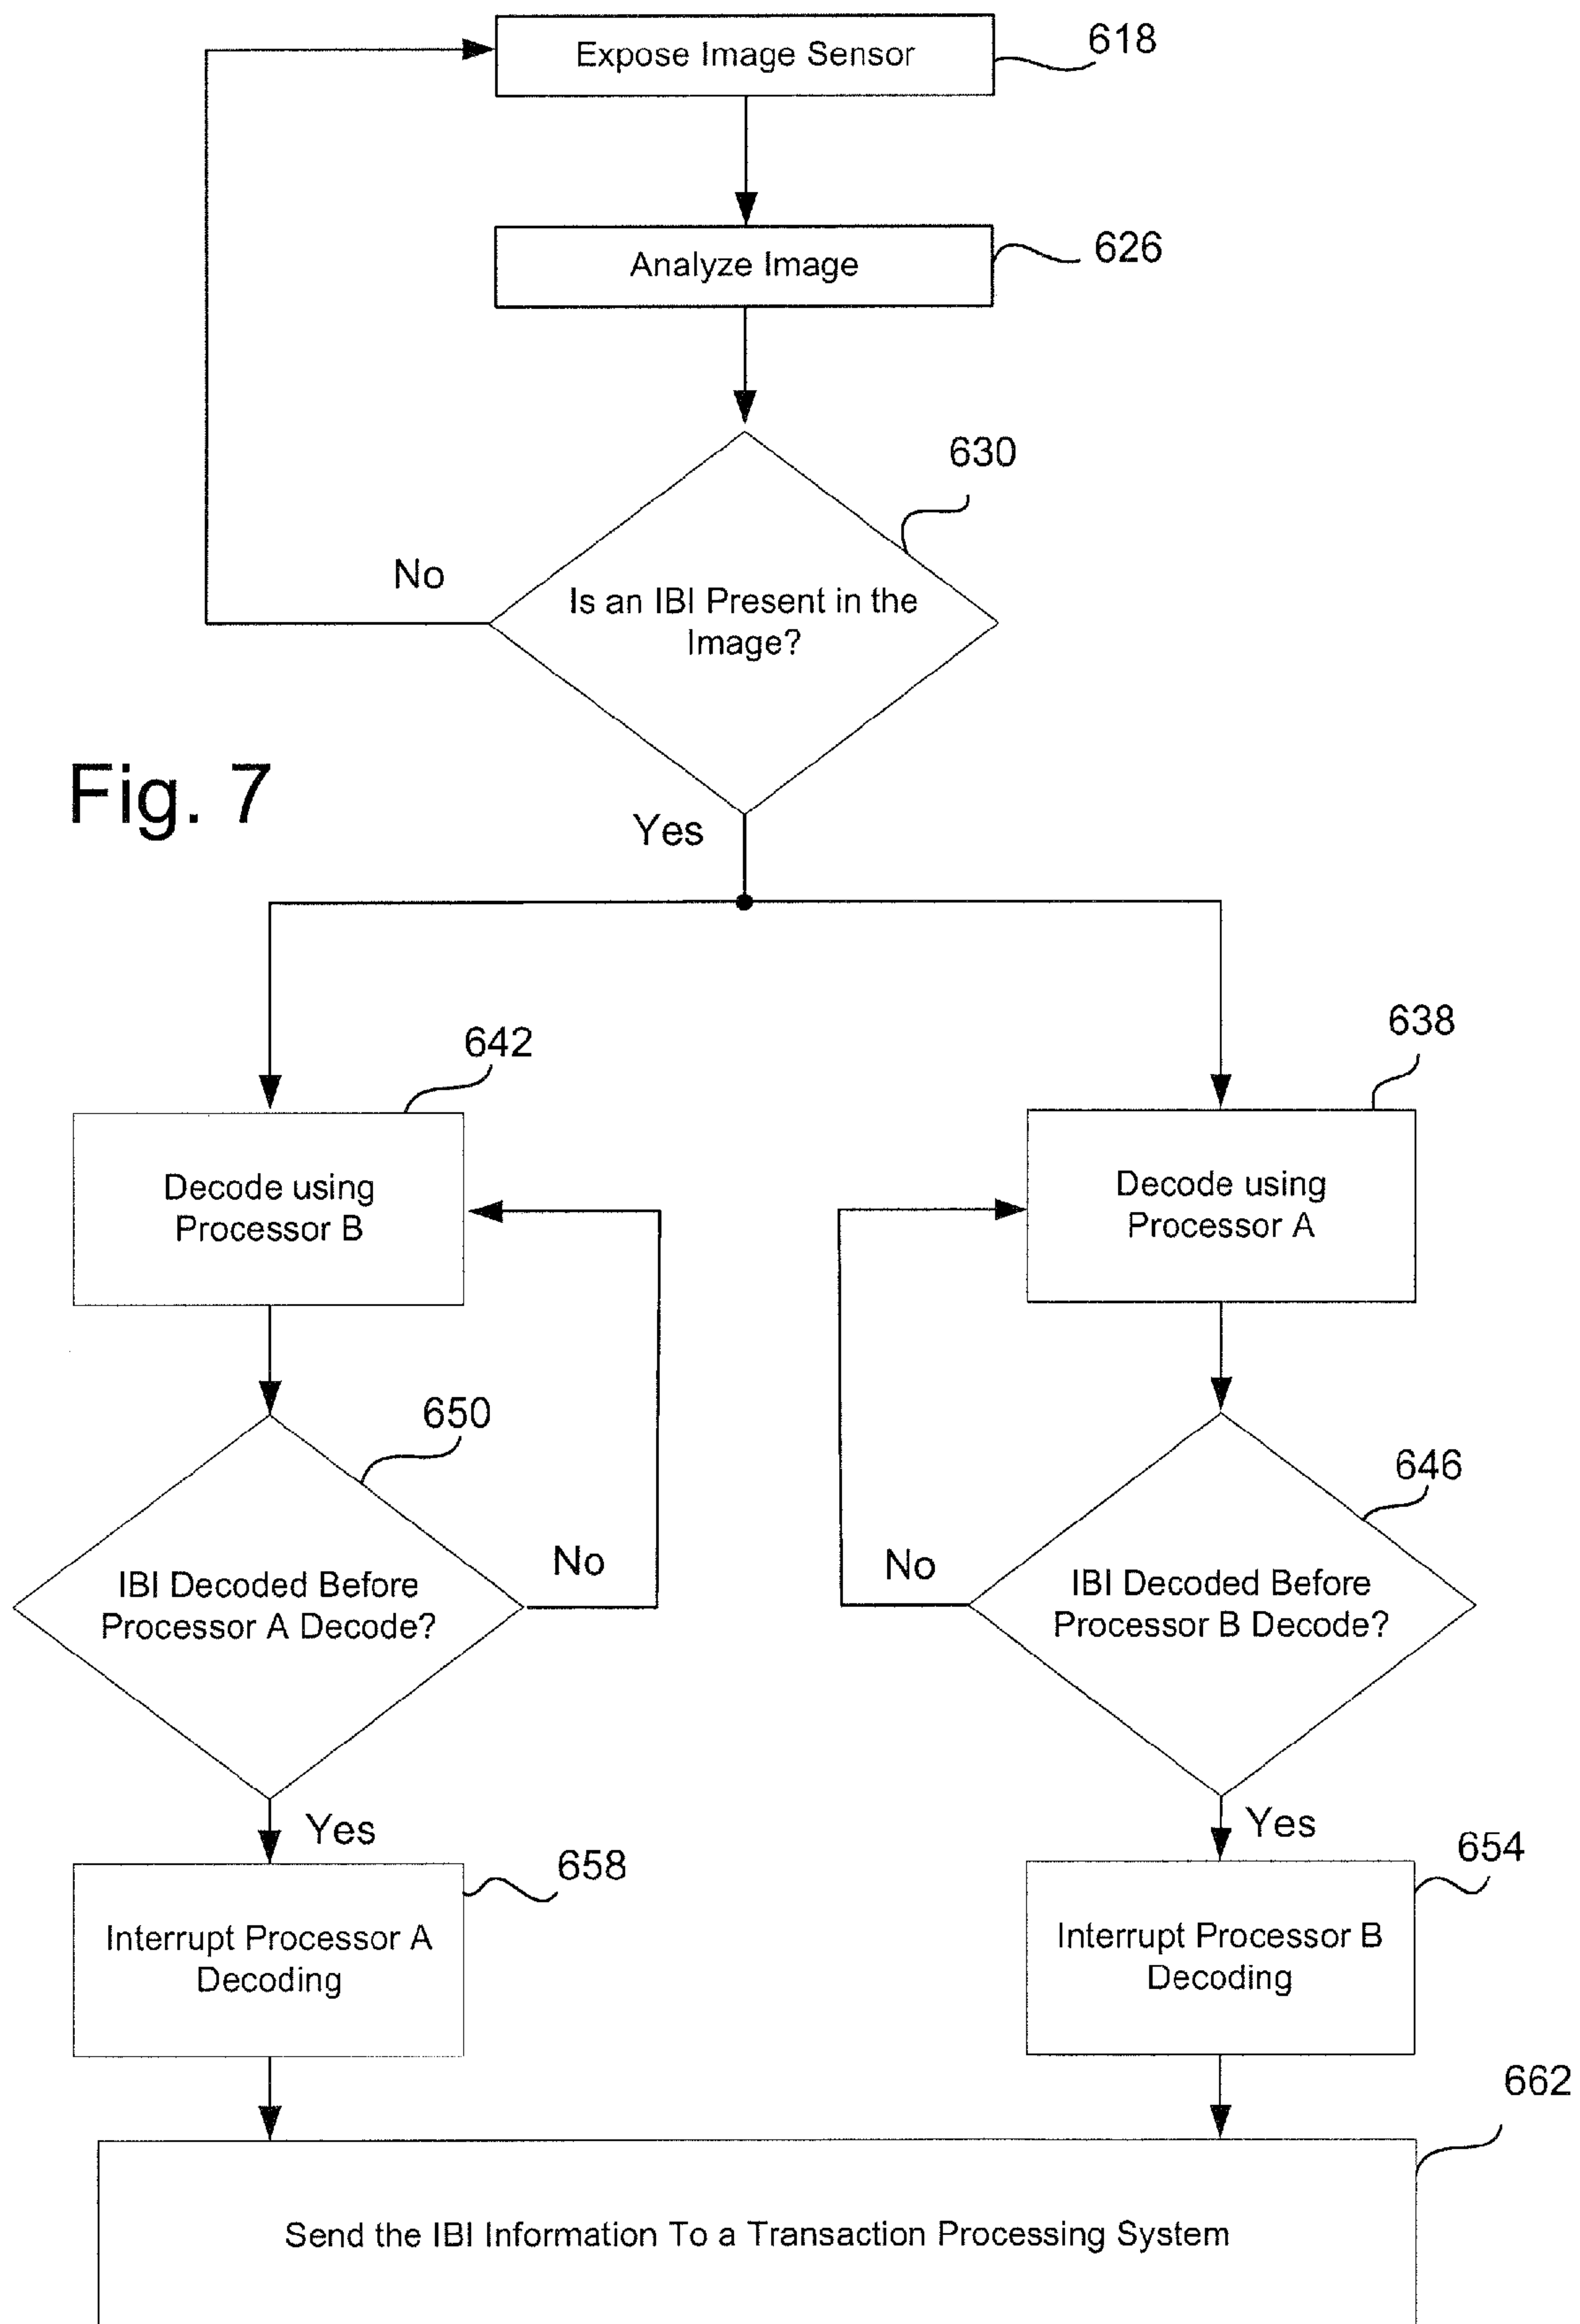 Expose Image Sensor
618
Analyze Image
626
630
Is an IBI Present in the
Image?
No
Fig. 7
Yes
642
638
Decode using
Processor B
Decode using
Processor A
650
646
IBI Decoded Before
Processor A Decode?
No
No
IBI Decoded Before
Processor B Decode?
Yes
Yes
658
654
Interrupt Processor A
Decoding
Interrupt Processor B
Decoding
662
Send the IBI Information To a Transaction Processing System